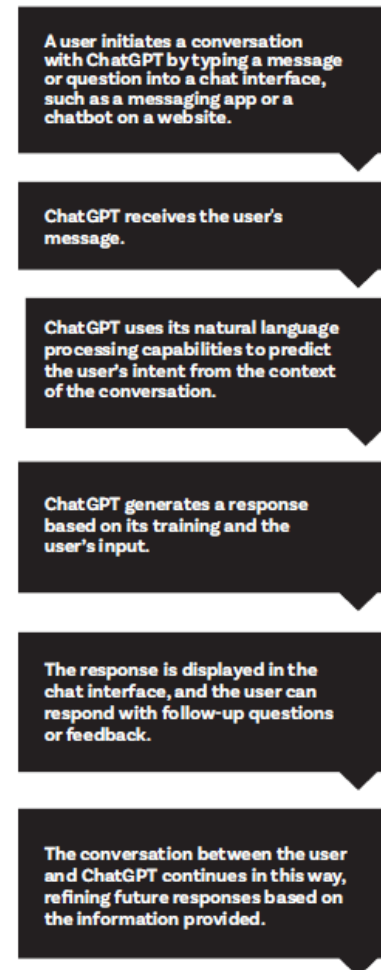 A user initiates a conversation
with ChatGPT by typing a message
or question into a chat interface,
such as a messaging app or a
chatbot on a website.
ChatGPT receives the user's
message.
ChatGPT uses its natural language
processing capabilities to predict
the user's intent from the context
of the conversation.
ChatGPT generates a response
based on its training and the
user's input.
The response is displayed in the
chat interface, and the user can
respond with follow-up questions
or feedback.
The conversation between the user
and ChatGPT continues in this way,
refining future responses based on
the information provided.